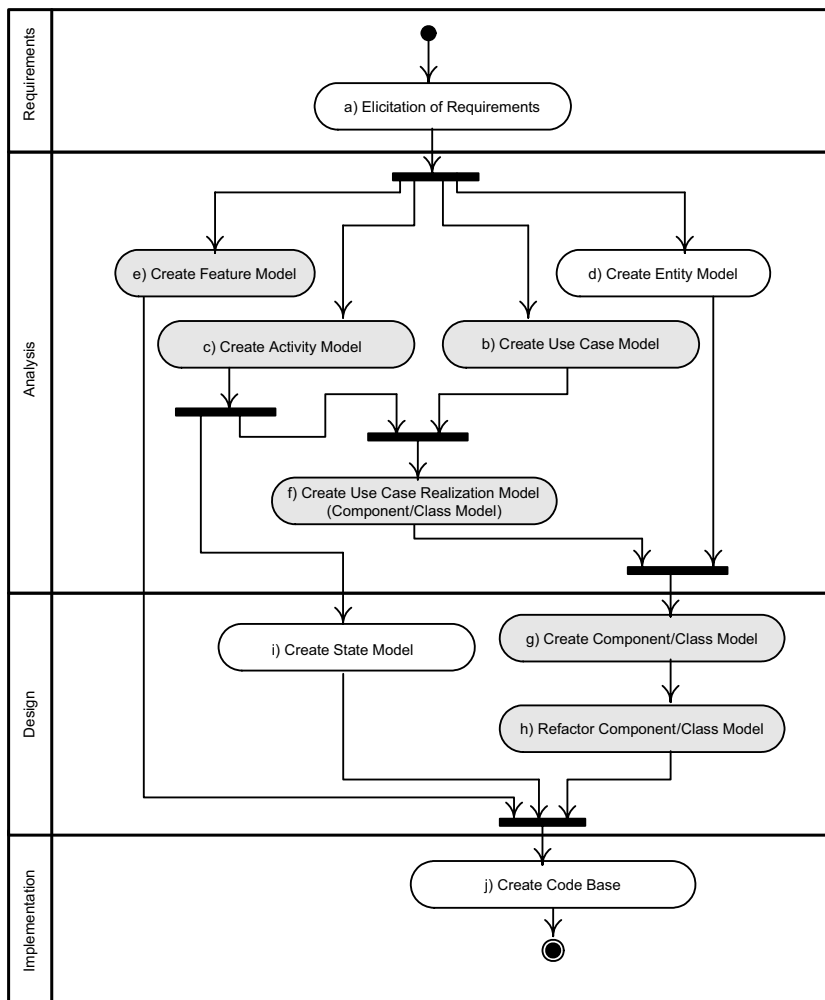 Requirements
a) Elicitation of Requirements
Analysis
e) Create Feature Model
d) Create Entity Model
c) Create Activity Model
b) Create Use Case Model
f) Create Use Case Realization Model
(Component/Class Model)
Design
g) Create Component/Class Model
i) Create State Model
h) Refactor Component/Class Model
Implementation
j) Create Code Base